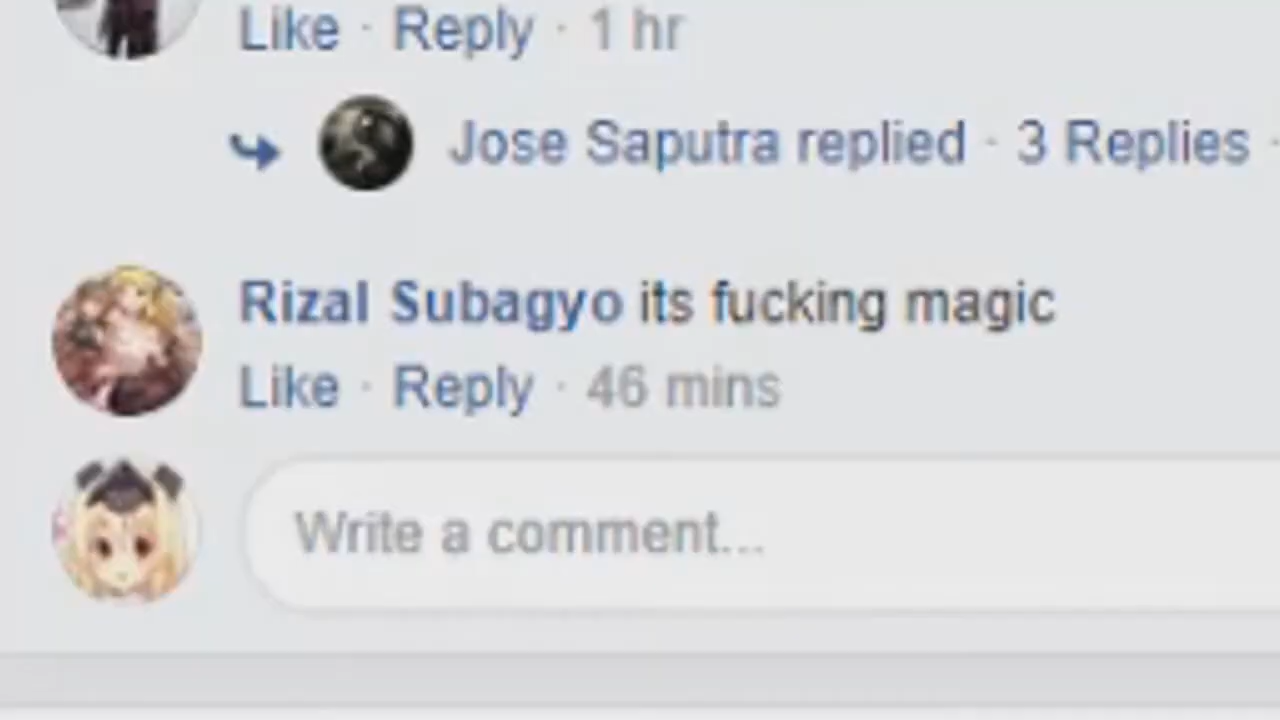 Like · Reply · 1 hr
Jose Saputra replied · 3 Replies ·
Rizal Subagyo its fucking magic
Like · Reply · 46 mins
Write a comment...